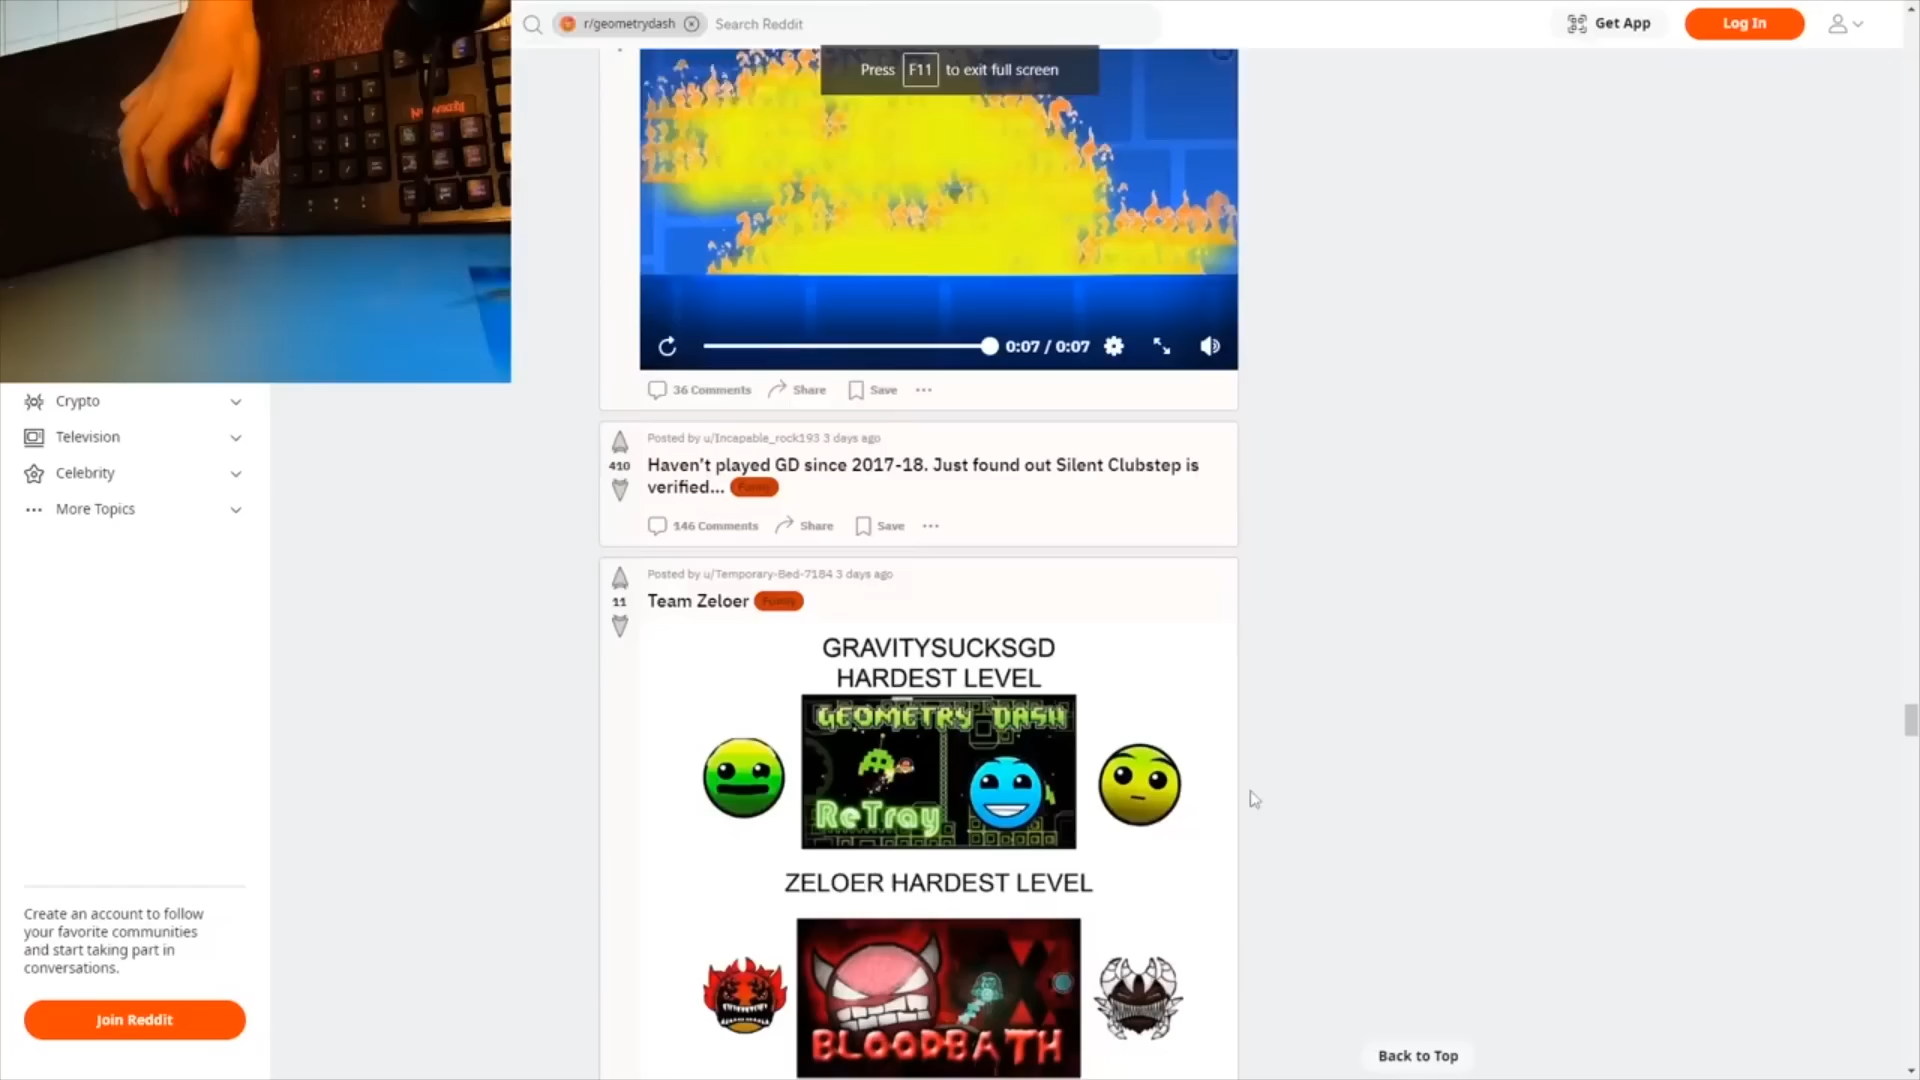 r/geometrydash
Search Reddit
Get App
Log In
Press F11 to exit full screen
0:07 / 0:07
36 Comments
Share
Save
Crypto
Television
Celebrity
More Topics
Posted by u/Incapable_rock193 3 days ago
410
Haven't played GD since 2017-18. Just found out Silent Clubstep is
verified... Funny
146 Comments
Share
Save
Posted by u/Temporary-Bed-7184 3 days ago
11
Team Zeloer Funny
GRAVITYSUCKSGD
HARDEST LEVEL
GEOMETRY DASH
ReTray
ZELOER HARDEST LEVEL
BLOODBATH
Create an account to follow
your favorite communities
and start taking part in
conversations.
Join Reddit
Back to Top